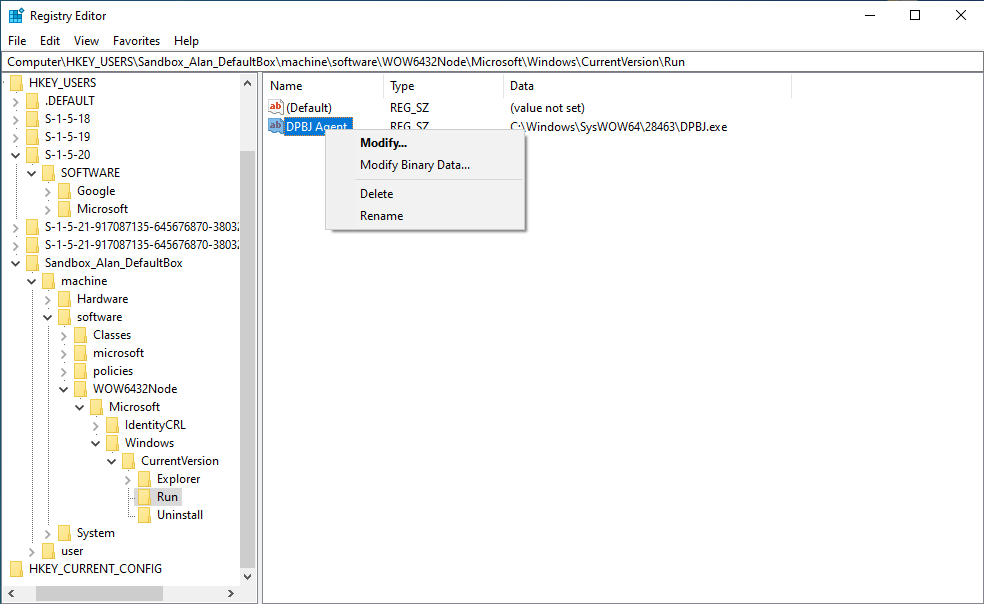 Registry Editor
File Edit View Favorites Help
Computer\HKEY_USERS\Sandbox_Alan_DefaultBox\machine\software\WOW6432Node\Microsoft\Windows\CurrentVersion\Run
HKEY_USERS
.DEFAULT
S-1-5-18
S-1-5-19
S-1-5-20
SOFTWARE
Google
Microsoft
S-1-5-21-917087135-645676870-3803
S-1-5-21-917087135-645676870-3803
Sandbox_Alan_DefaultBox
machine
Hardware
software
Classes
microsoft
policies
WOW6432Node
Microsoft
IdentityCRL
Windows
CurrentVersion
Explorer
Run
Uninstall
System
user
HKEY_CURRENT_CONFIG
Name Type Data
ab (Default) REG_SZ (value not set)
ab DPBJ Agent REG_SZ C:\Windows\SysWOW64\28463\DPBJ.exe
Modify...
Modify Binary Data...
Delete
Rename